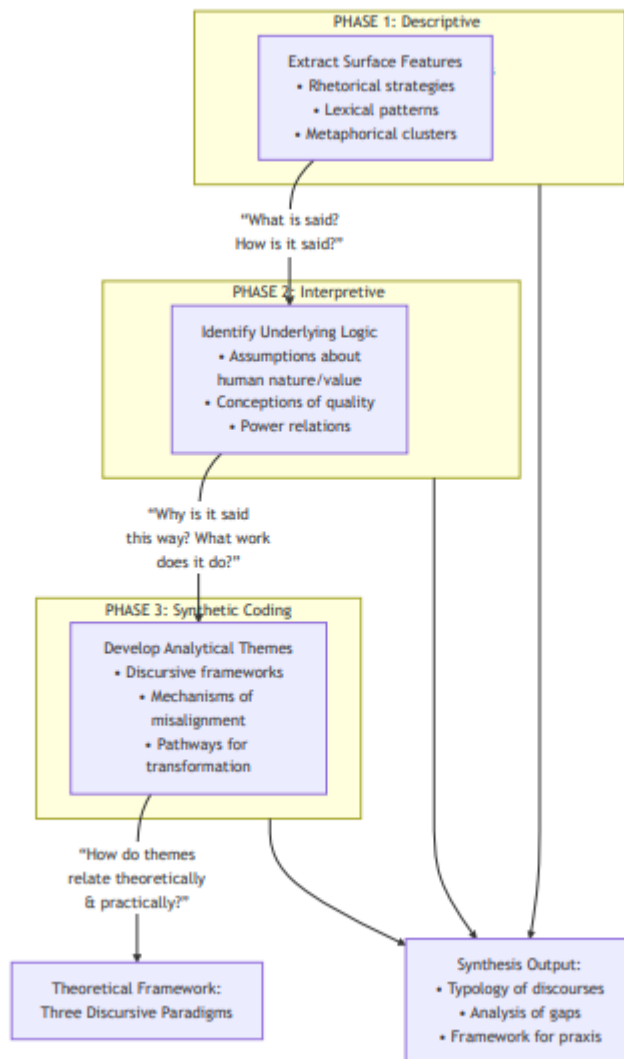 PHASE 1: Descriptive
Extract Surface Features
• Rhetorical strategies
• Lexical patterns
• Metaphorical clusters
“What is said?
How is it said?”
PHASE 2: Interpretive
Identify Underlying Logic
• Assumptions about
human nature/value
• Conceptions of quality
• Power relations
“Why is it said
this way? What work
does it do?”
PHASE 3: Synthetic Coding
Develop Analytical Themes
• Discursive frameworks
• Mechanisms of
misalignment
• Pathways for
transformation
“How do themes
relate theoretically
& practically?”
Theoretical Framework:
Three Discursive Paradigms
Synthesis Output:
• Typology of discourses
• Analysis of gaps
• Framework for praxis